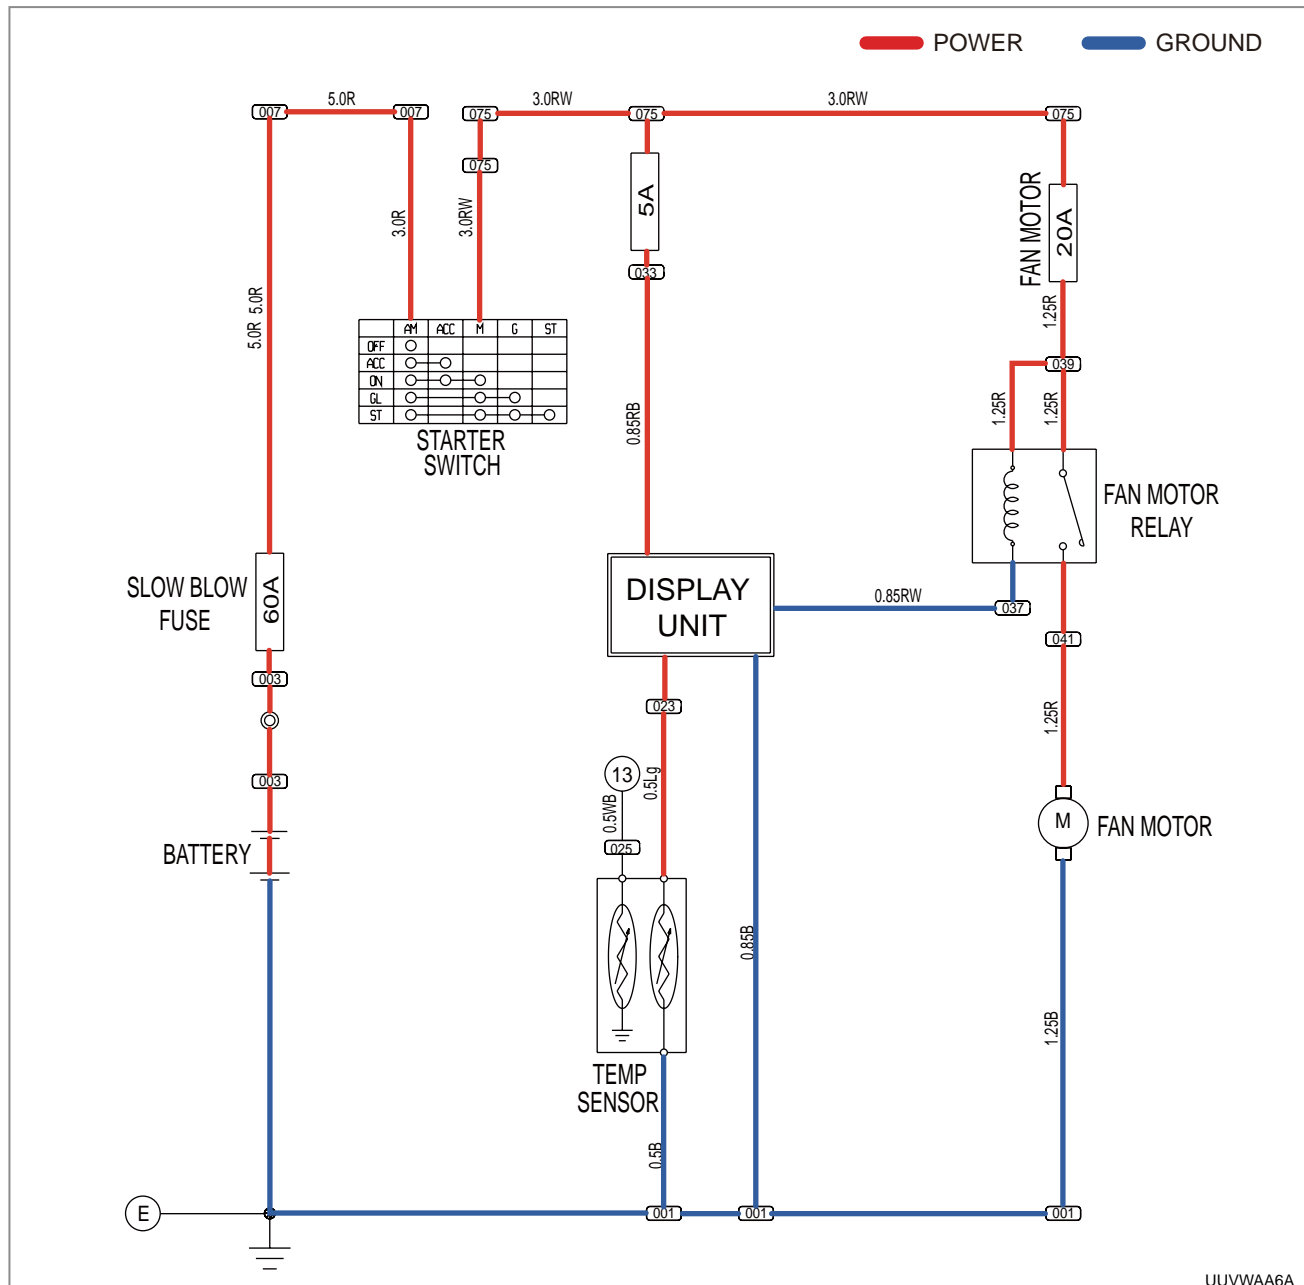 POWER
GROUND
007
5.0R
007
075
3.0RW
075
3.0RW
075
075
3.0R
3.0RW
5A
FAN MOTOR
20A
033
5.0R 5.0R
1.25R
AM ACC M G ST
OFF
ACC
ON
GL
ST
STARTER
SWITCH
039
1.25R
1.25R
0.85RB
FAN MOTOR
RELAY
SLOW BLOW
FUSE
60A
DISPLAY
UNIT
0.85RW
037
041
003
023
1.25R
003
13
0.5WB
0.5Lg
025
BATTERY
M
FAN MOTOR
0.85B
1.25B
TEMP
SENSOR
0.5B
E
001
001
001
UUVWAA6A